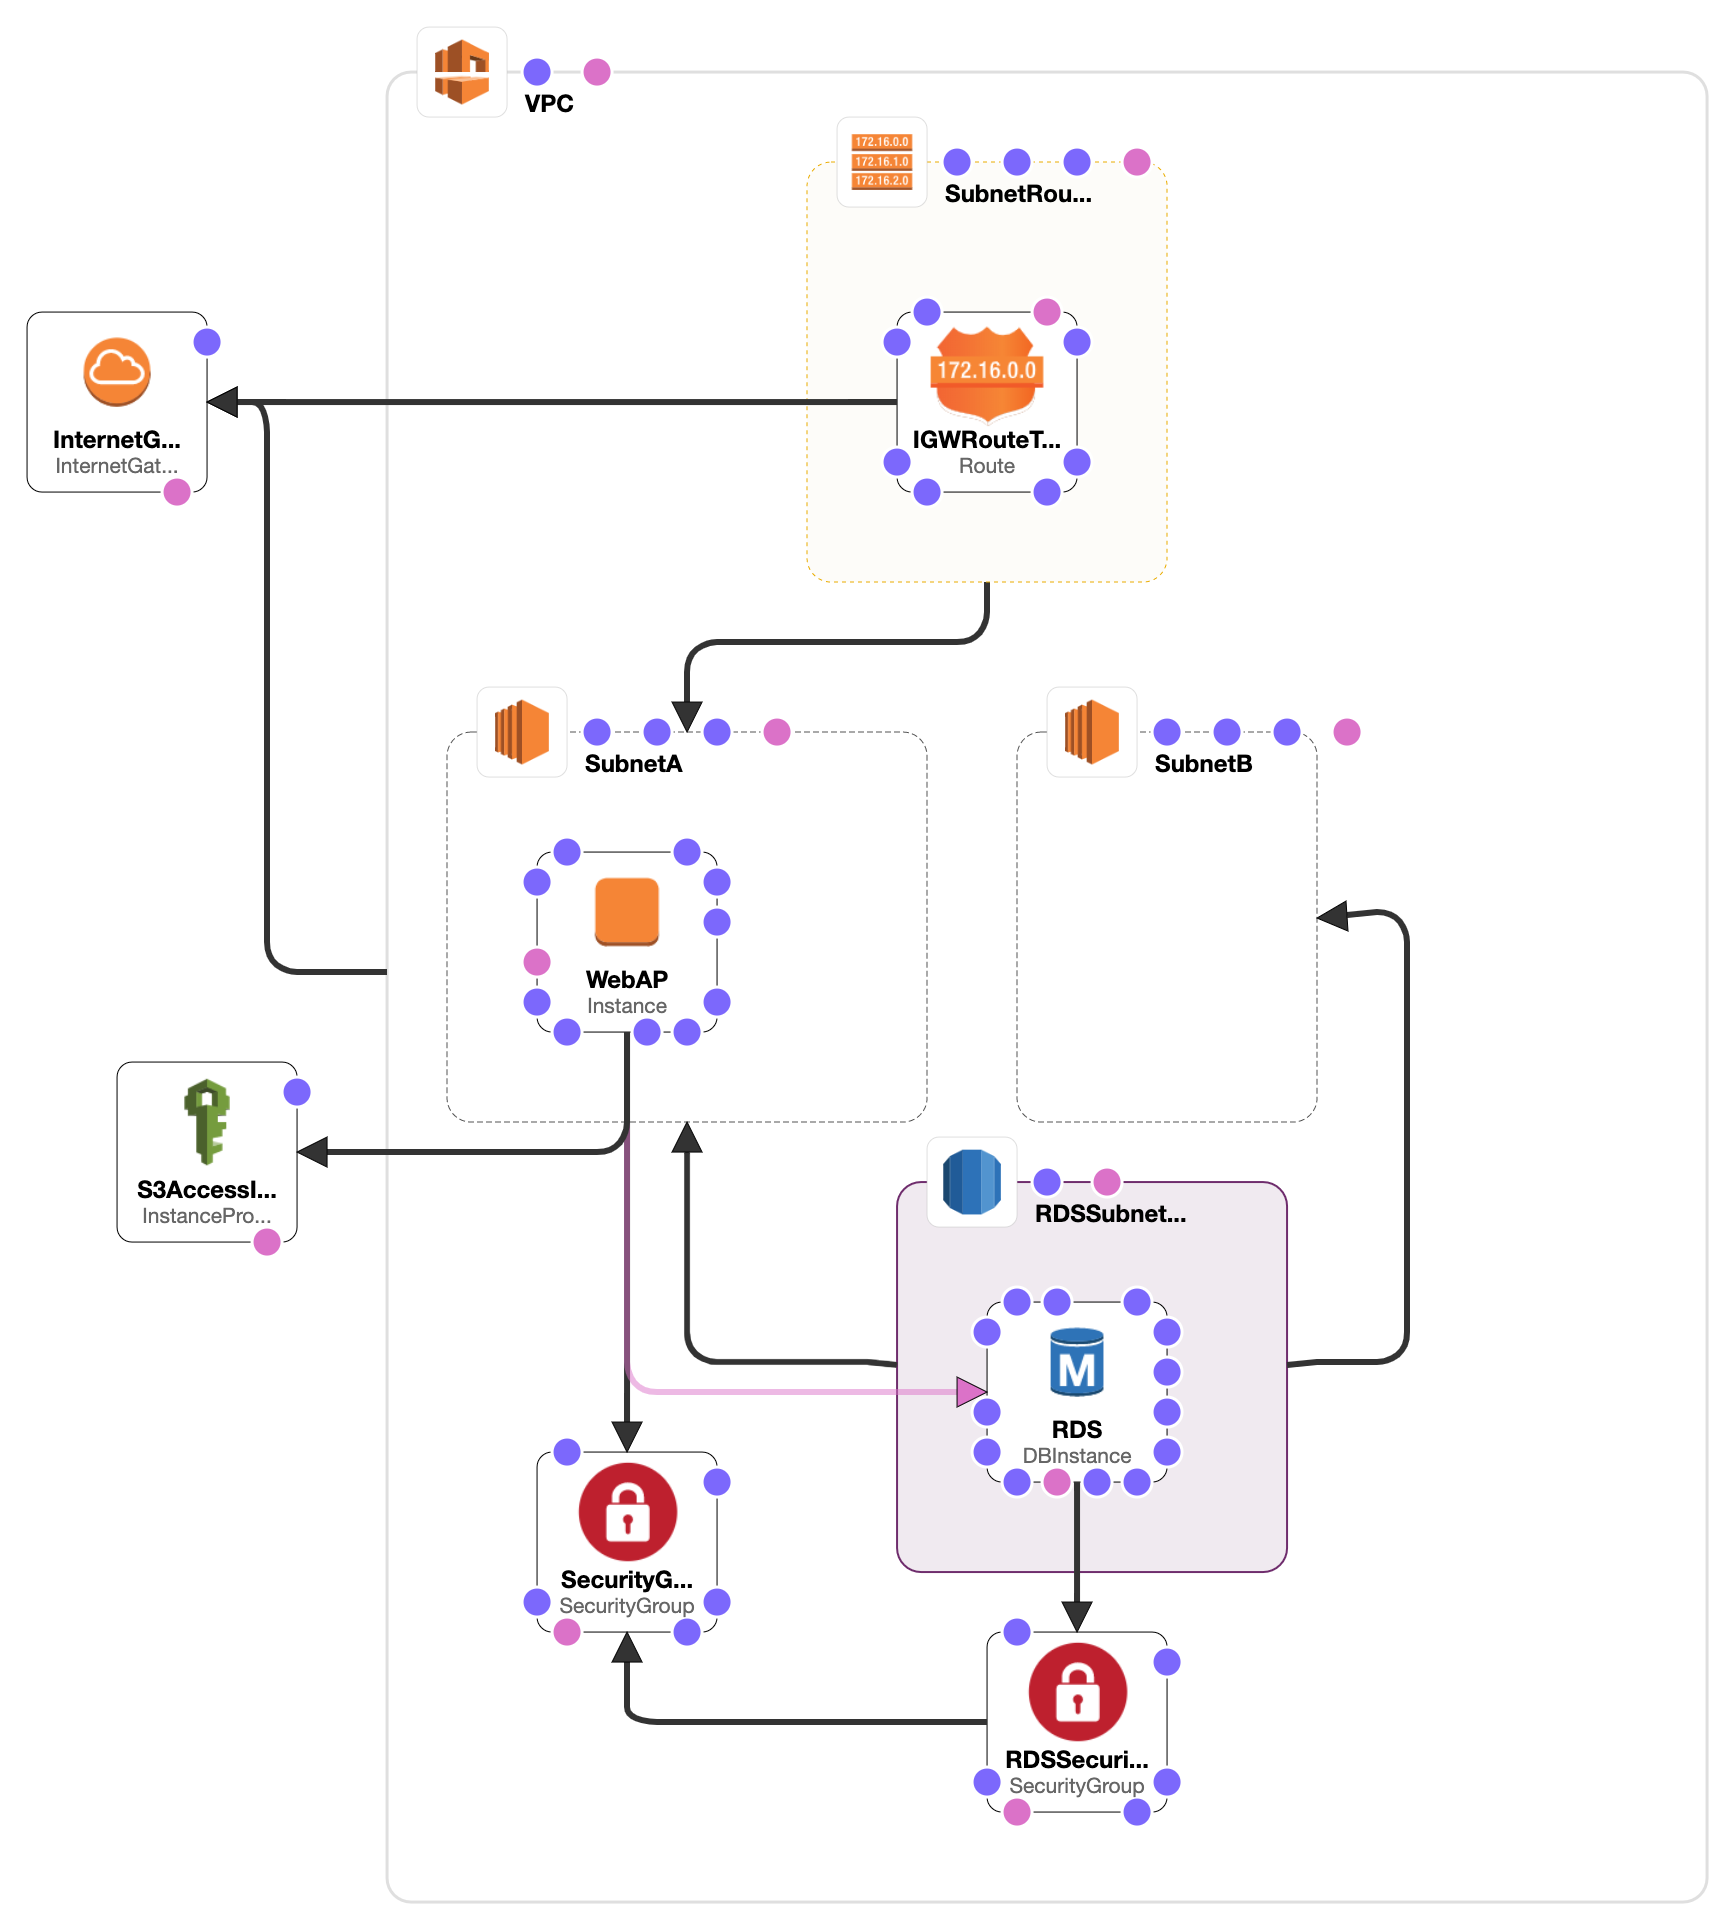 VPC
172.16.0.0
172.16.1.0
172.16.2.0
SubnetRou...
172.16.0.0
IGWRouteT...
Route
InternetG...
InternetGat...
SubnetA
SubnetB
WebAP
Instance
S3AccessI...
InstancePro...
RDSSubnet...
M
RDS
DBInstance
SecurityG...
SecurityGroup
RDSSecuri...
SecurityGroup